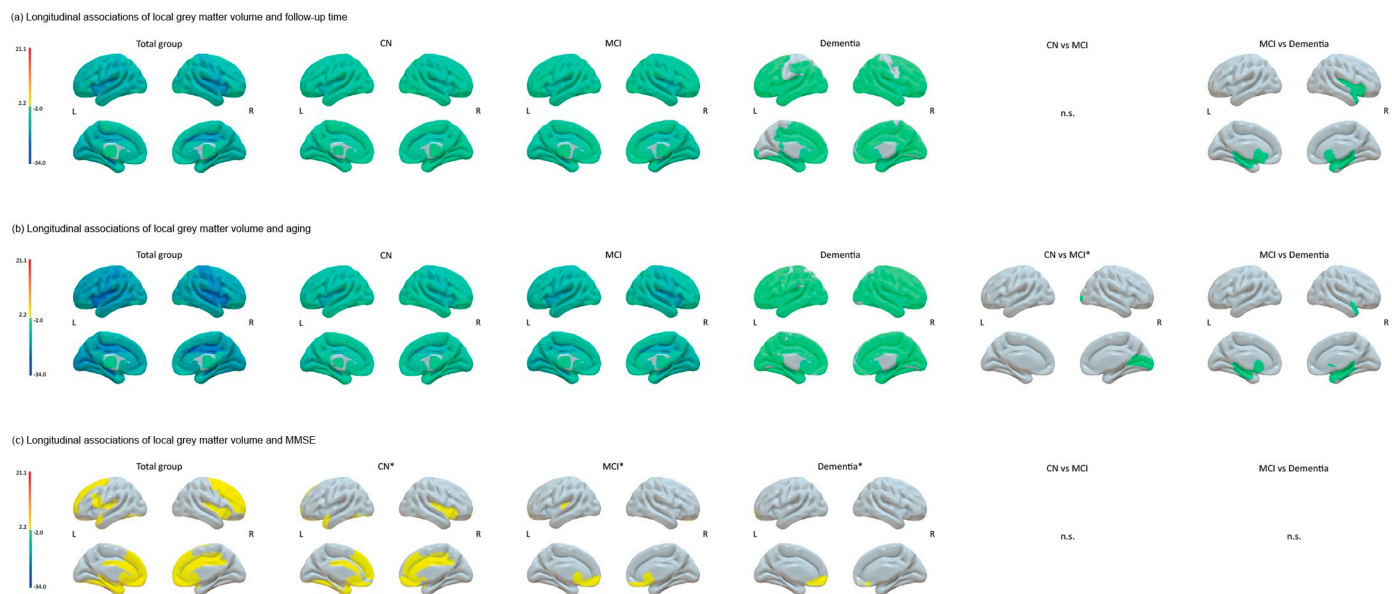 (a) Longitudinal associations of local grey matter volume and follow-up time
Total group CN MCI Dementia CN vs MCI MCI vs Dementia
21.1
2.2 -2.0
-34.0
L R L R L R n.s. L R
(b) Longitudinal associations of local grey matter volume and aging
Total group CN MCI Dementia CN vs MCI* MCI vs Dementia
21.1
2.2 -2.0
-34.0
L R L R L R L R L R
(c) Longitudinal associations of local grey matter volume and MMSE
Total group CN* MCI* Dementia* CN vs MCI MCI vs Dementia
21.1
2.2 -2.0
-34.0
L R L R L R n.s. n.s.